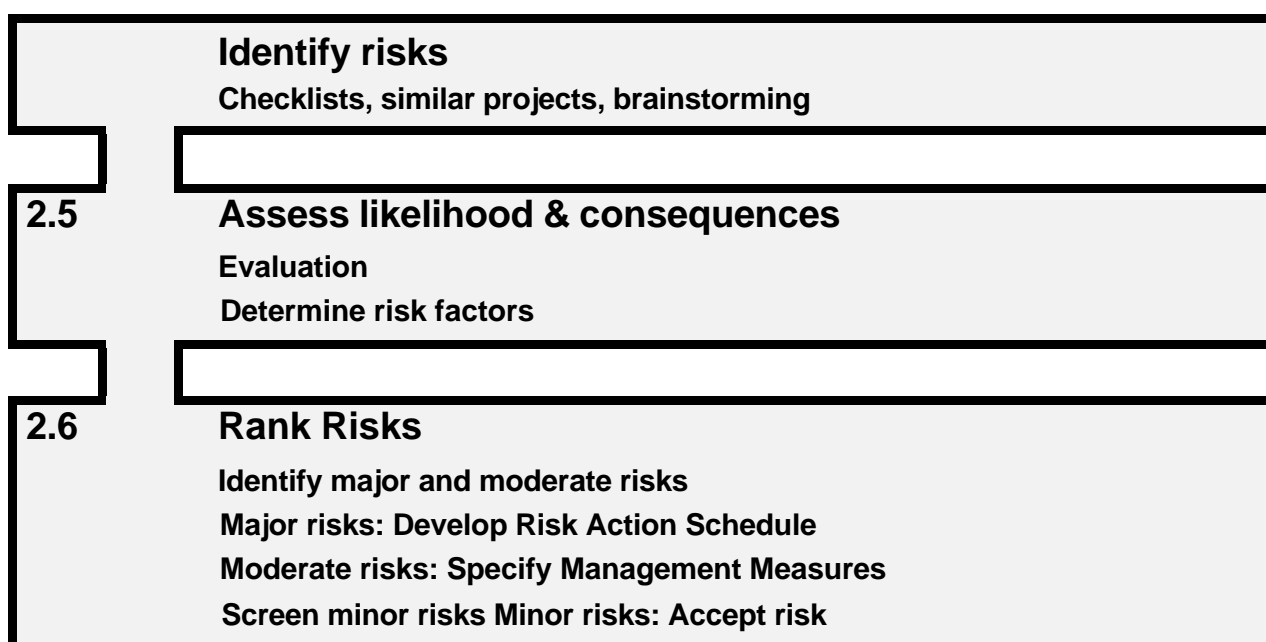 Identify risks
Checklists, similar projects, brainstorming
2.5 Assess likelihood & consequences
Evaluation
Determine risk factors
2.6 Rank Risks
Identify major and moderate risks
Major risks: Develop Risk Action Schedule
Moderate risks: Specify Management Measures
Screen minor risks Minor risks: Accept risk